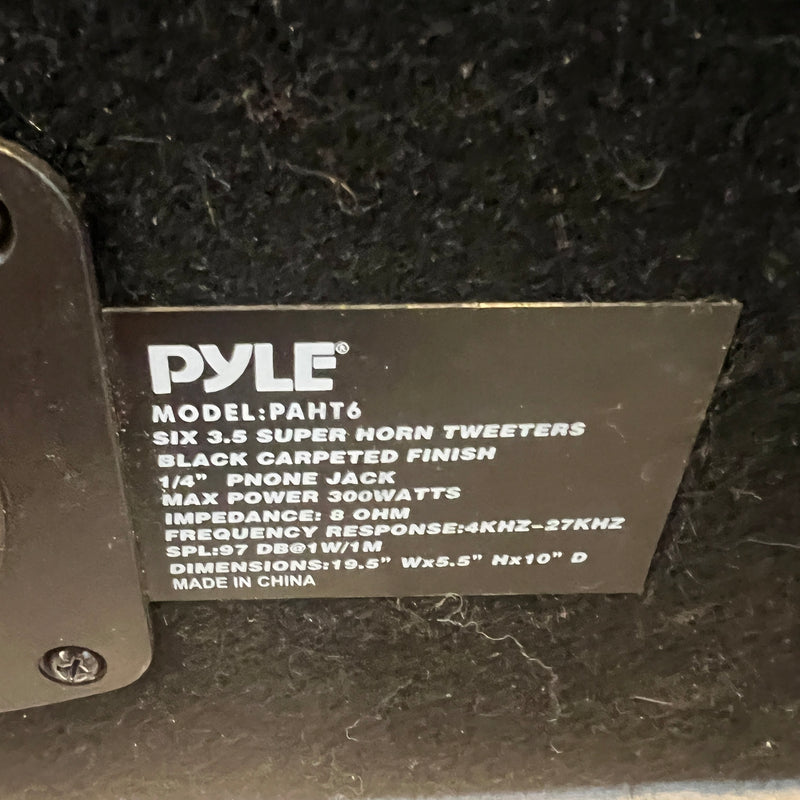 PYLE®
MODEL:PAHT6
SIX 3.5 SUPER HORN TWEETERS
BLACK CARPETED FINISH
1/4" PNONE JACK
MAX POWER 300WATTS
IMPEDANCE: 8 OHM
FREQUENCY RESPONSE:4KHZ-27KHZ
SPL:97 DB@1W/1M
DIMENSIONS:19.5" Wx5.5" Hx10" D
MADE IN CHINA